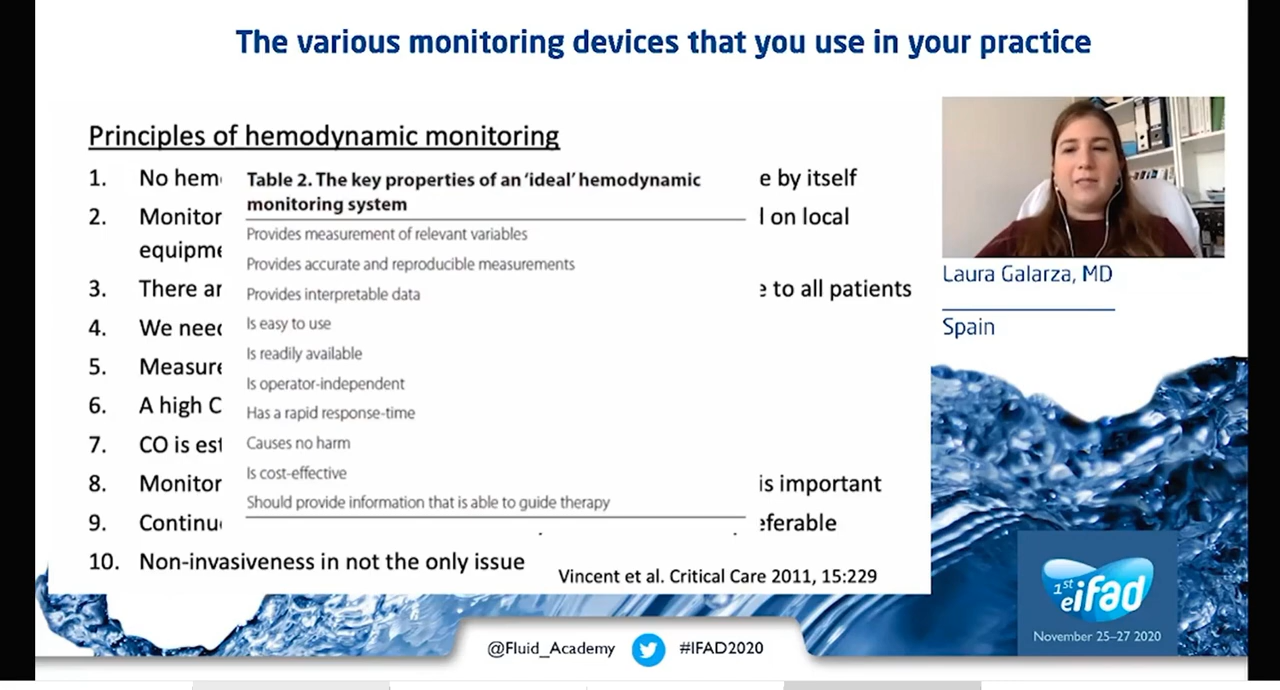 The various monitoring devices that you use in your practice
Principles of hemodynamic monitoring
1. No hem
e by itself
2. Monitor
l on local
equipme
3. There ar
e to all patients
4. We need
5. Measure
6. A high C
7. CO is est
8. Monitor
is important
9. Continu
eferable
10. Non-invasiveness in not the only issue
Table 2. The key properties of an ‘ideal’ hemodynamic
monitoring system
Provides measurement of relevant variables
Provides accurate and reproducible measurements
Provides interpretable data
Is easy to use
Is readily available
Is operator-independent
Has a rapid response-time
Causes no harm
Is cost-effective
Should provide information that is able to guide therapy
Vincent et al. Critical Care 2011, 15:229
Laura Galarza, MD
Spain
1st
eifad
November 25–27 2020
@Fluid_Academy #IFAD2020